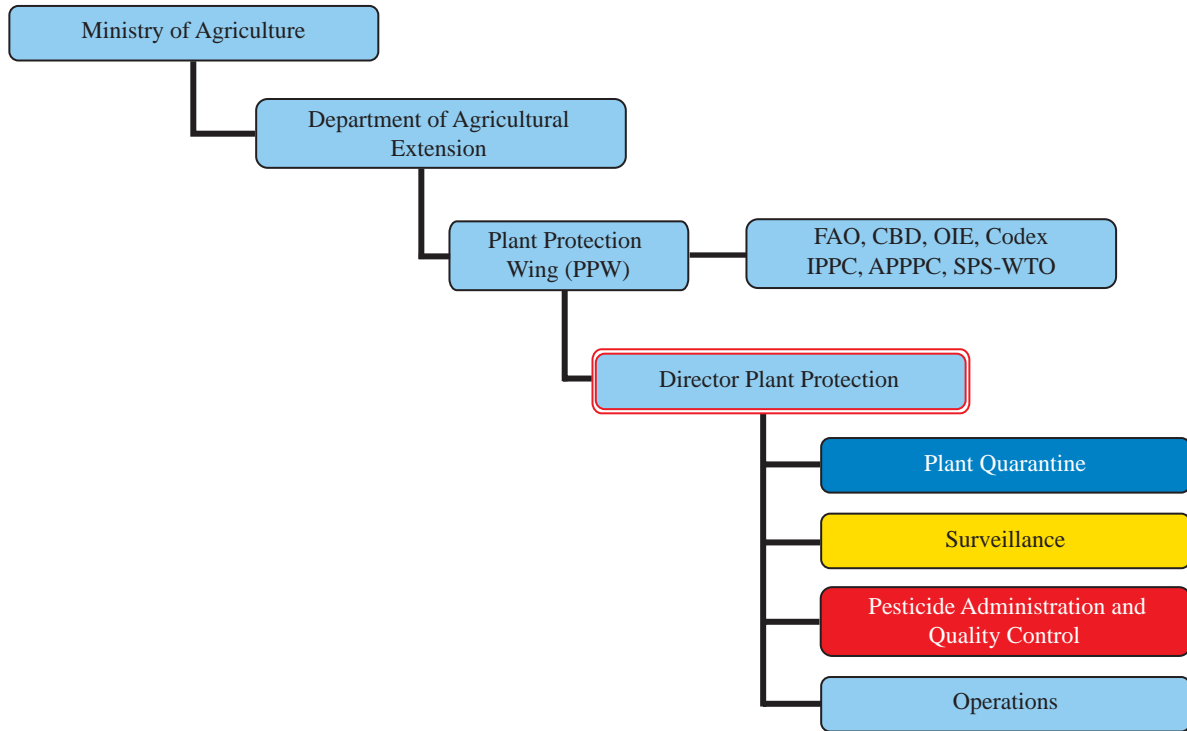 Ministry of Agriculture
Department of Agricultural
Extension
Plant Protection
Wing (PPW)
FAO, CBD, OIE, Codex
IPPC, APPPC, SPS-WTO
Director Plant Protection
Plant Quarantine
Surveillance
Pesticide Administration and
Quality Control
Operations